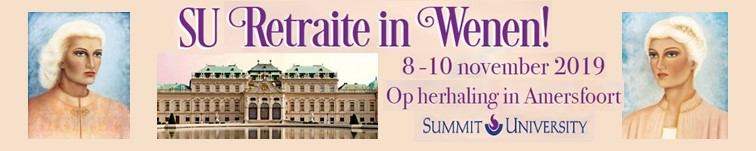 SU Retraite in Wenen!
8 -10 november 2019
Op herhaling in Amersfoort
SUMMIT UNIVERSITY